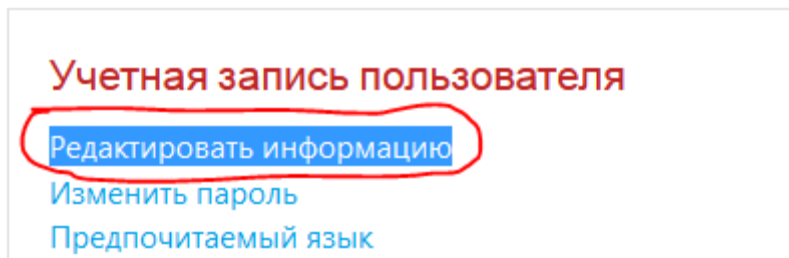 Учетная запись пользователя
Редактировать информацию
Изменить пароль
Предпочитаемый язык